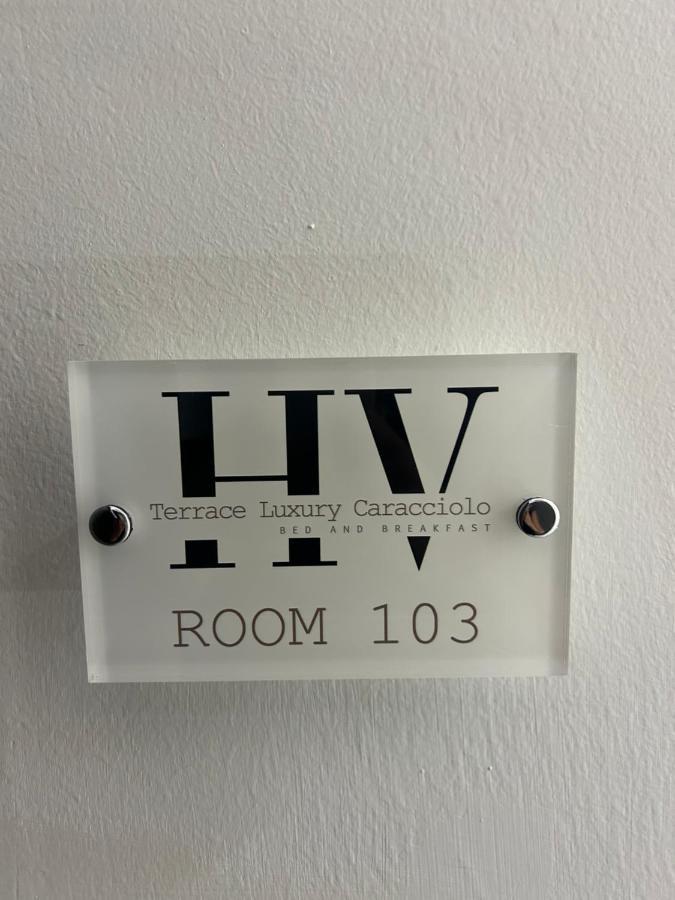 HV
Terrace Luxury Caracciolo
BED AND BREAKFAST
ROOM 103